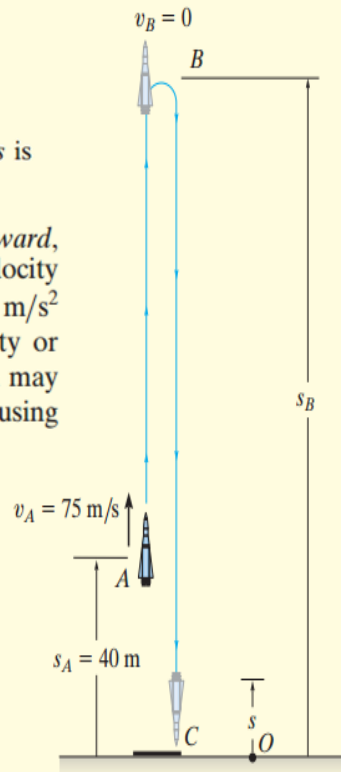 v_B = 0
B
s is
ward,
locity
m/s²
ty or
may
using
s_B
v_A = 75 m/s
A
s_A = 40 m
s
C
O